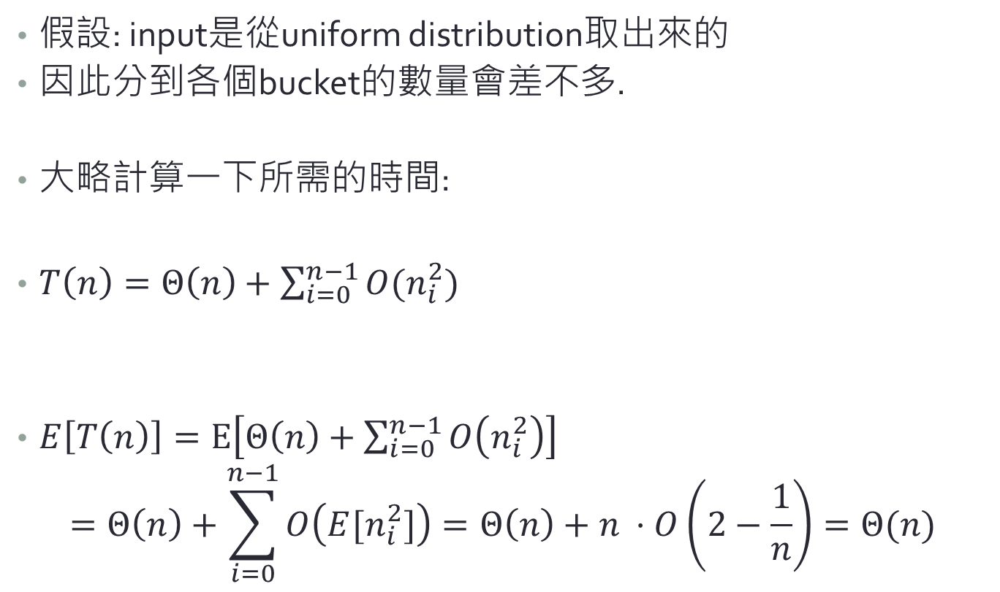 • 假設: input是從uniform distribution取出來的
• 因此分到各個bucket的數量會差不多.
• 大略計算一下所需的時間:
• $T(n) = \Theta(n) + \sum_{i=0}^{n-1} O(n_i^2)$
• $E[T(n)] = \mathrm{E}\left[\Theta(n) + \sum_{i=0}^{n-1} O(n_i^2)\right]$
$= \Theta(n) + \sum_{i=0}^{n-1} O(E[n_i^2]) = \Theta(n) + n \cdot O\left(2 - \frac{1}{n}\right) = \Theta(n)$